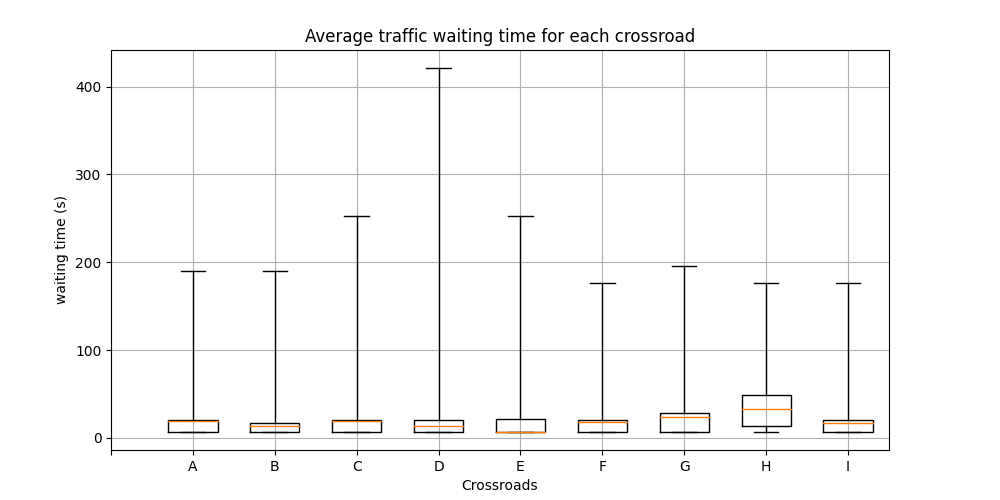 Average traffic waiting time for each crossroad
waiting time (s)
400
300
200
100
0
A B C D E F G H I
Crossroads